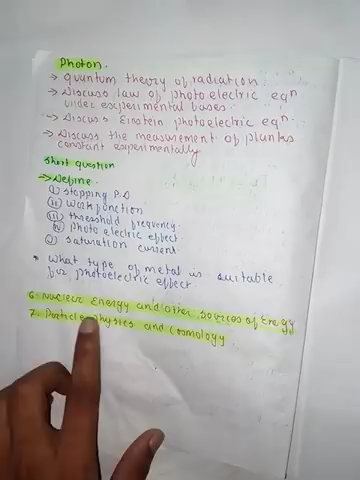 Photon.
→ quantum theory of radiation
→ Discuss law of photoelectric eqn
under experimental bases.
→ Discuss Einstein photoelectric eqn.
→ Discuss the measurement of planks
constant experimentally
short question
→ Define.
(i) stopping P.D
(ii) work function
(iii) threshold frequency
(iv) photo electric effect
(v) saturation current.
* what type of metal is suitable
for photoelectric effect
6. Nuclear Energy and other sources of Energy
7. Particle physics and Cosmology